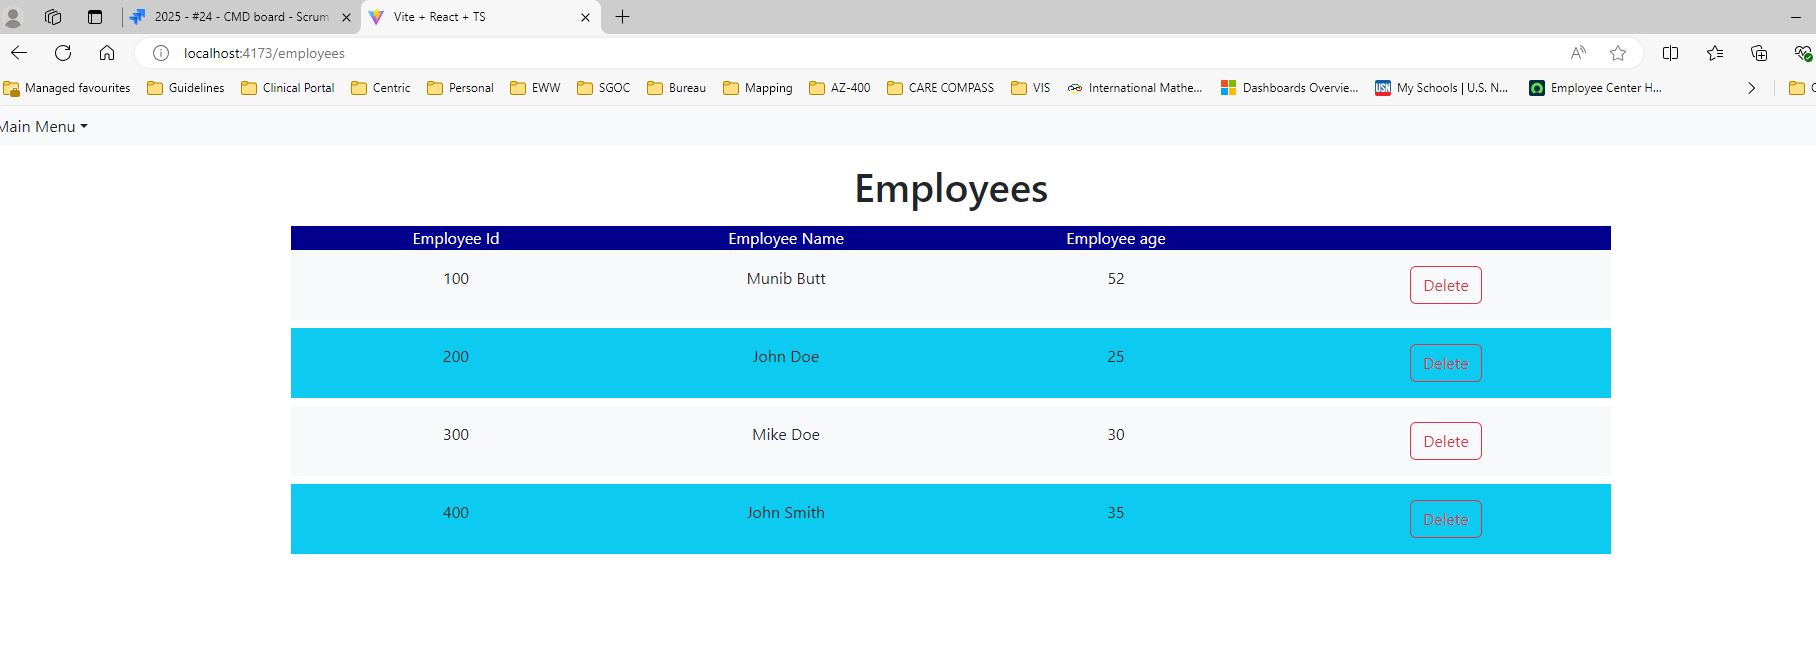 2025 - #24 - CMD board - Scrum
Vite + React + TS
localhost:4173/employees
Managed favourites Guidelines Clinical Portal Centric Personal EWW SGOC Bureau Mapping AZ-400 CARE COMPASS VIS International Mathe... Dashboards Overvie... My Schools | U.S. N... Employee Center H...
Main Menu
Employees
Employee Id Employee Name Employee age
100 Munib Butt 52 Delete
200 John Doe 25 Delete
300 Mike Doe 30 Delete
400 John Smith 35 Delete